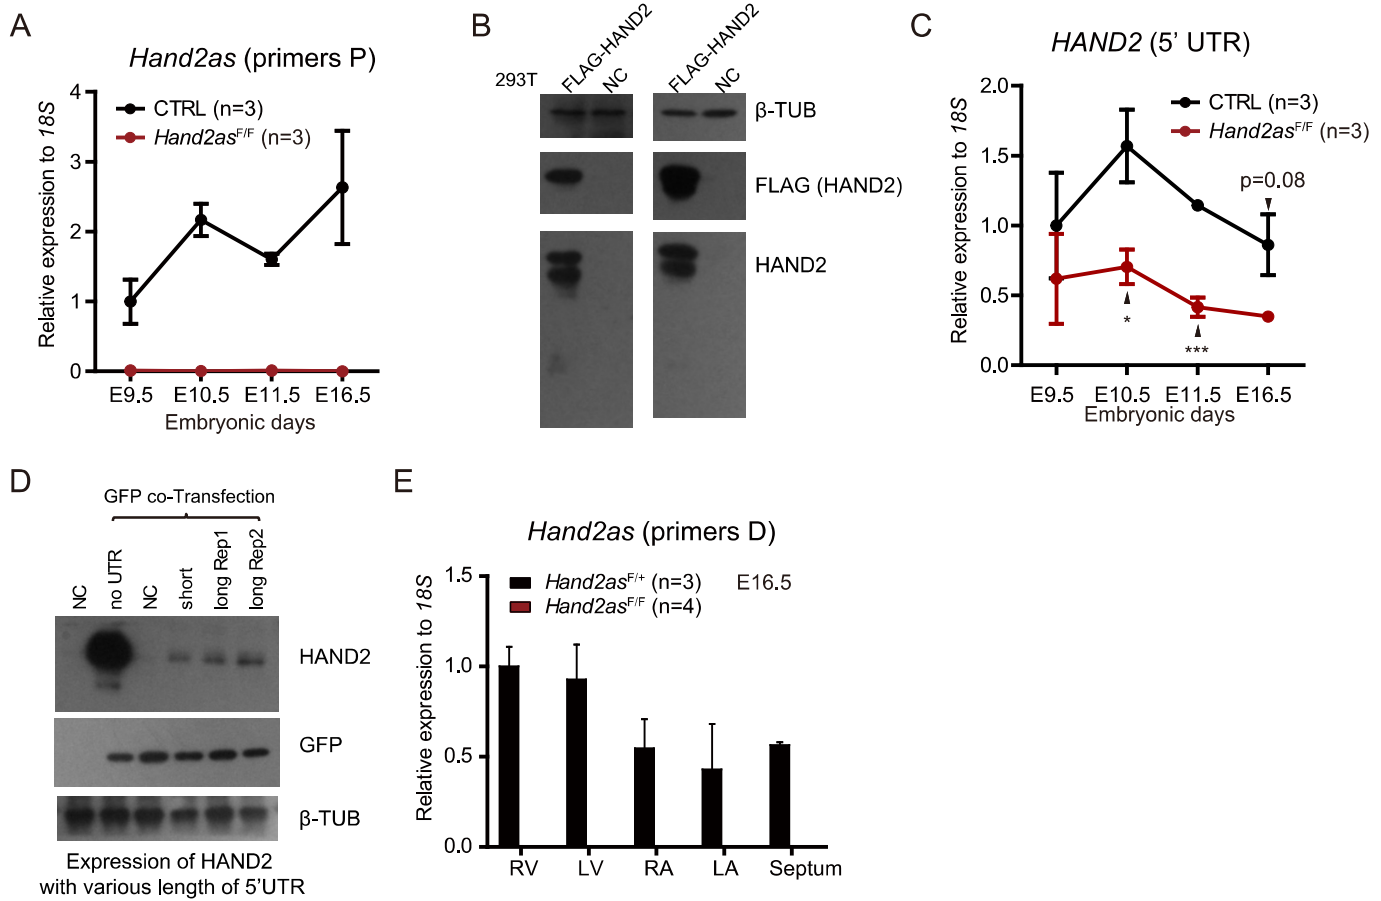 A
Hand2as (primers P)
CTRL (n=3)
Hand2asF/F (n=3)
Relative expression to 18S
4
3
2
1
0
E9.5 E10.5 E11.5 E16.5
Embryonic days
B
293T
FLAG-HAND2
NC
FLAG-HAND2
NC
β-TUB
FLAG (HAND2)
HAND2
C
HAND2 (5’ UTR)
CTRL (n=3)
Hand2asF/F (n=3)
p=0.08
Relative expression to 18S
2.0
1.5
1.0
0.5
0.0
*
***
E9.5 E10.5 E11.5 E16.5
Embryonic days
D
GFP co-Transfection
NC
no UTR
NC
short
long Rep1
long Rep2
HAND2
GFP
β-TUB
Expression of HAND2
with various length of 5’UTR
E
Hand2as (primers D)
Hand2asF/+ (n=3)
Hand2asF/F (n=4)
E16.5
Relative expression to 18S
1.5
1.0
0.5
0.0
RV LV RA LA Septum